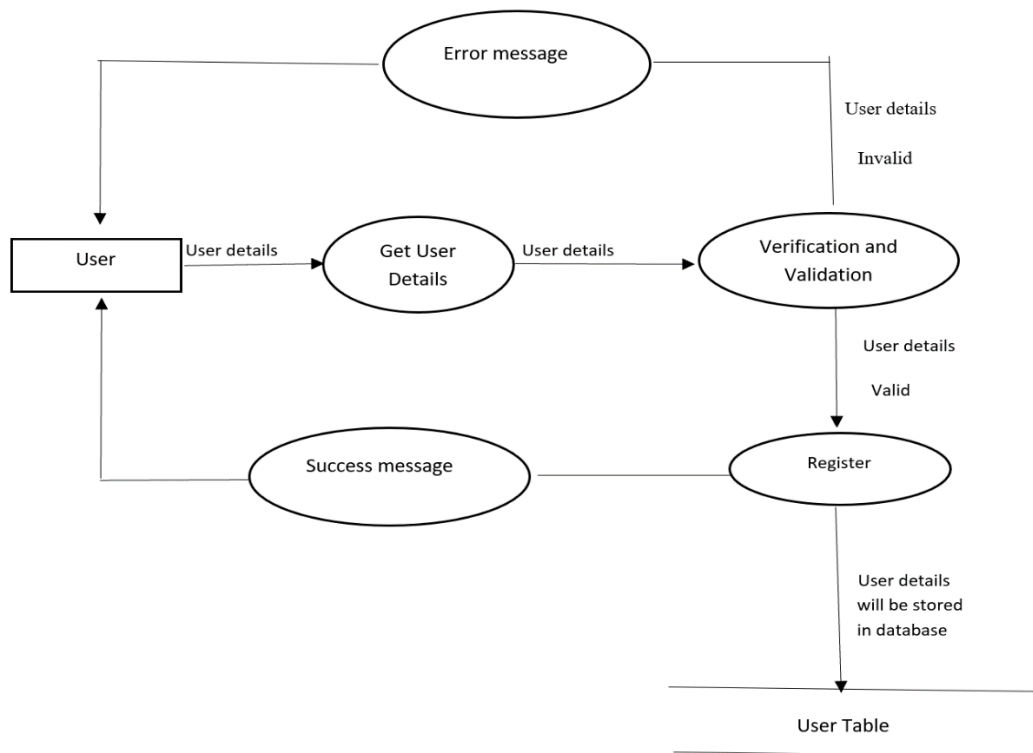 Error message
User details
Invalid
User
User details
Get User
Details
User details
Verification and
Validation
User details
Valid
Success message
Register
User details
will be stored
in database
User Table